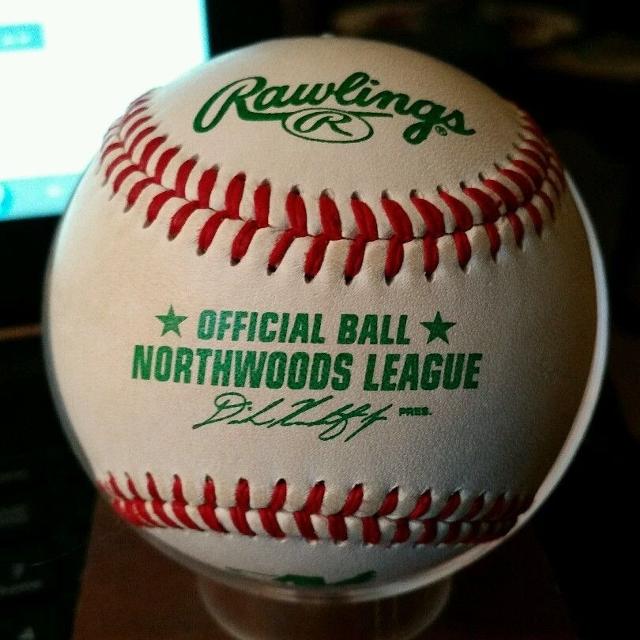 Rawlings®
R
★ OFFICIAL BALL ★
NORTHWOODS LEAGUE
PRES.